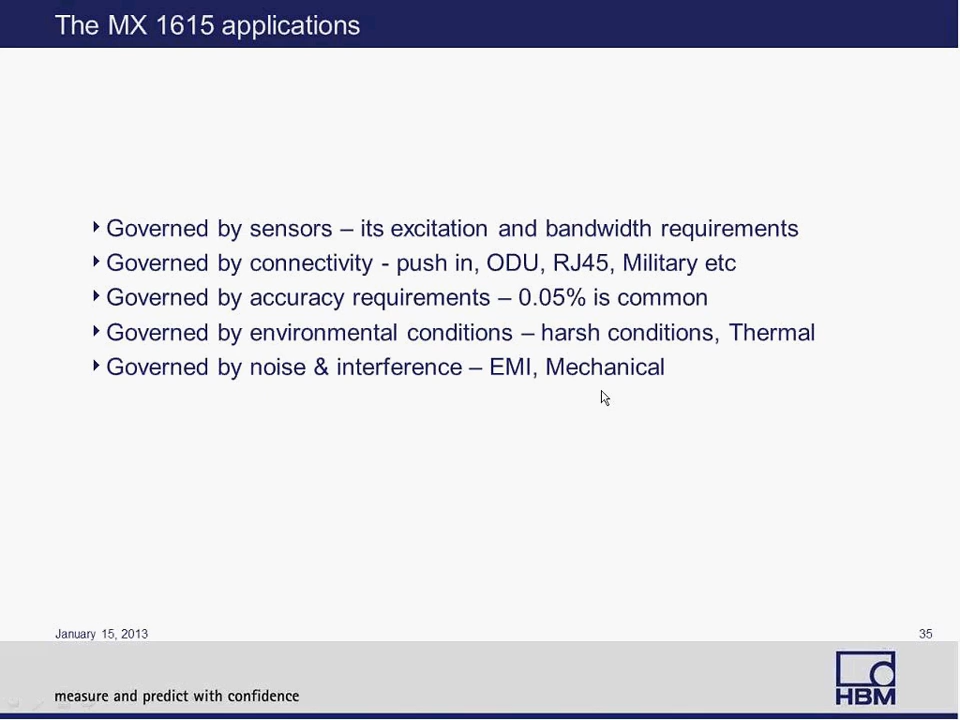 The MX 1615 applications
Governed by sensors – its excitation and bandwidth requirements
Governed by connectivity - push in, ODU, RJ45, Military etc
Governed by accuracy requirements – 0.05% is common
Governed by environmental conditions – harsh conditions, Thermal
Governed by noise & interference – EMI, Mechanical
January 15, 2013
35
measure and predict with confidence
HBM